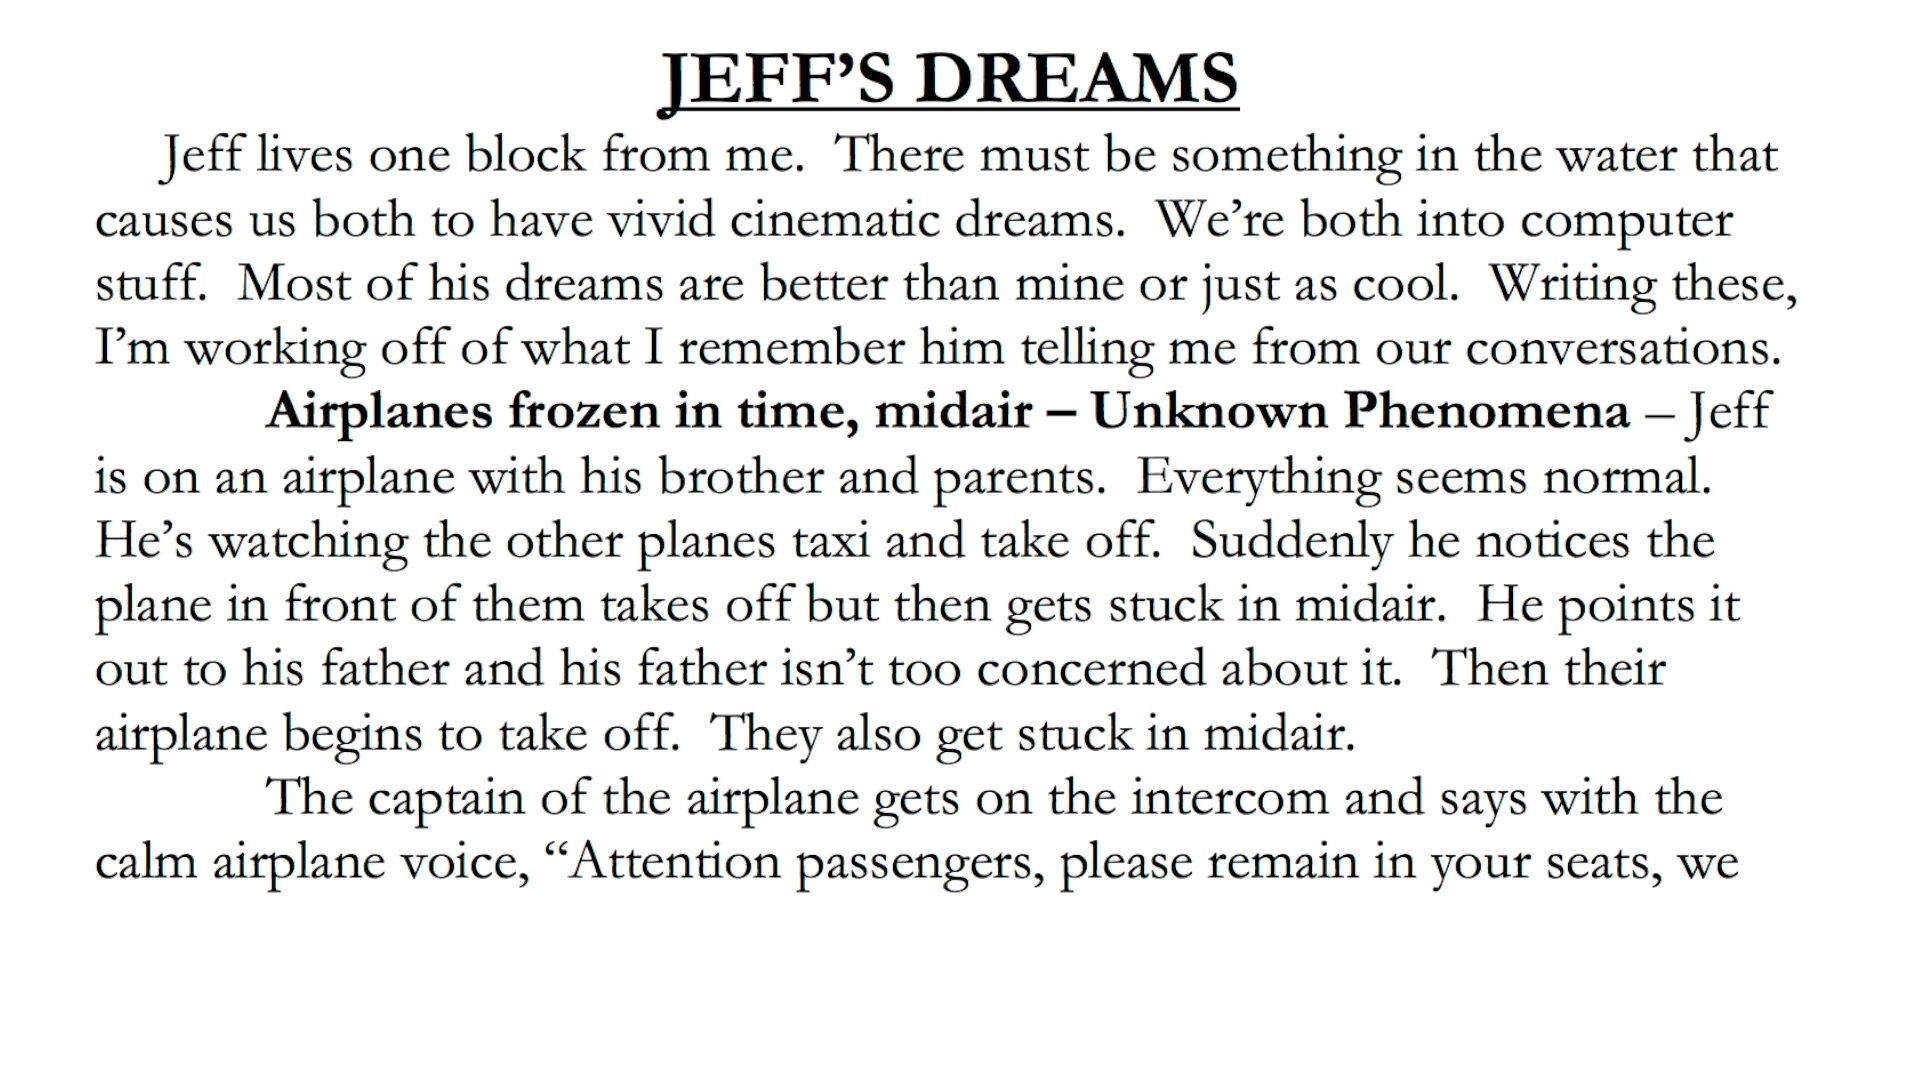 JEFF’S DREAMS
Jeff lives one block from me.  There must be something in the water that
causes us both to have vivid cinematic dreams.  We’re both into computer
stuff.  Most of his dreams are better than mine or just as cool.  Writing these,
I’m working off of what I remember him telling me from our conversations.
Airplanes frozen in time, midair – Unknown Phenomena – Jeff
is on an airplane with his brother and parents.  Everything seems normal.
He’s watching the other planes taxi and take off.  Suddenly he notices the
plane in front of them takes off but then gets stuck in midair.  He points it
out to his father and his father isn’t too concerned about it.  Then their
airplane begins to take off.  They also get stuck in midair.
The captain of the airplane gets on the intercom and says with the
calm airplane voice, “Attention passengers, please remain in your seats, we